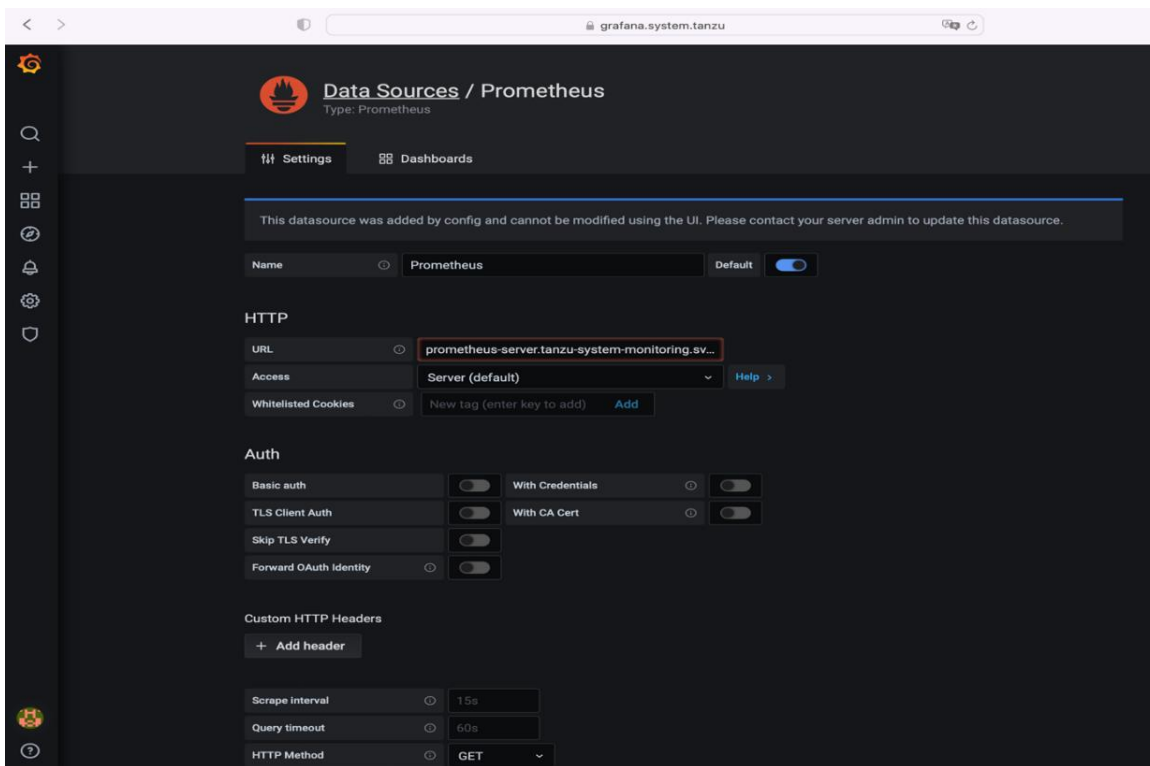 grafana.system.tanzu
Data Sources / Prometheus
Type: Prometheus
Settings Dashboards
This datasource was added by config and cannot be modified using the UI. Please contact your server admin to update this datasource.
Name Prometheus Default
HTTP
URL prometheus-server.tanzu-system-monitoring.sv...
Access Server (default) Help >
Whitelisted Cookies New tag (enter key to add) Add
Auth
Basic auth With Credentials
TLS Client Auth With CA Cert
Skip TLS Verify
Forward OAuth Identity
Custom HTTP Headers
+ Add header
Scrape interval 15s
Query timeout 60s
HTTP Method GET